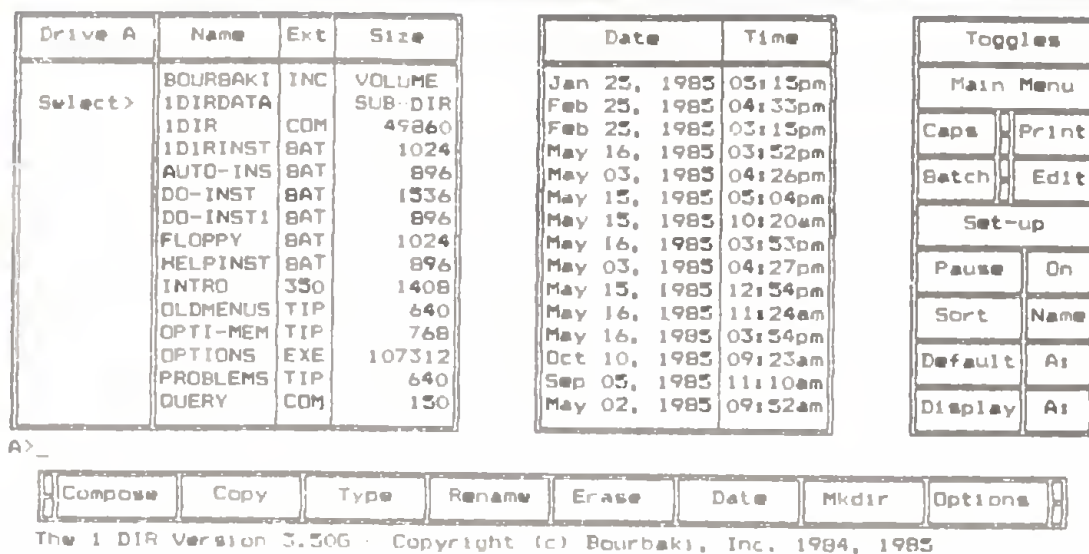 Drive A Name Ext Size Date Time Toggles
BOURBAKI INC VOLUME Jan 25, 1985 05:15pm Main Menu
Select> 1DIRDATA SUB-DIR Feb 25, 1985 04:33pm
1DIR COM 49860 Feb 25, 1985 03:15pm Caps Print
1DIRINST BAT 1024 May 16, 1985 03:52pm
AUTO-INS BAT 896 May 03, 1985 04:26pm Batch Edit
DO-INST BAT 1536 May 15, 1985 05:04pm
DO-INST1 BAT 896 May 15, 1985 10:20am Set-up
FLOPPY BAT 1024 May 16, 1985 03:53pm
HELPINST BAT 896 May 03, 1985 04:27pm Pause On
INTRO 350 1408 May 15, 1985 12:54pm
OLDMENUS TIP 640 May 16, 1985 11:24am Sort Name
OPTI-MEM TIP 768 May 16, 1985 03:54pm
OPTIONS EXE 107312 Oct 10, 1985 09:23am Default A:
PROBLEMS TIP 640 Sep 05, 1985 11:10am
QUERY COM 150 May 02, 1985 09:52am Display A:
A>_
Compose Copy Type Rename Erase Date Mkdir Options
The 1 DIR Version 3.50G - Copyright (c) Bourbaki, Inc. 1984, 1985